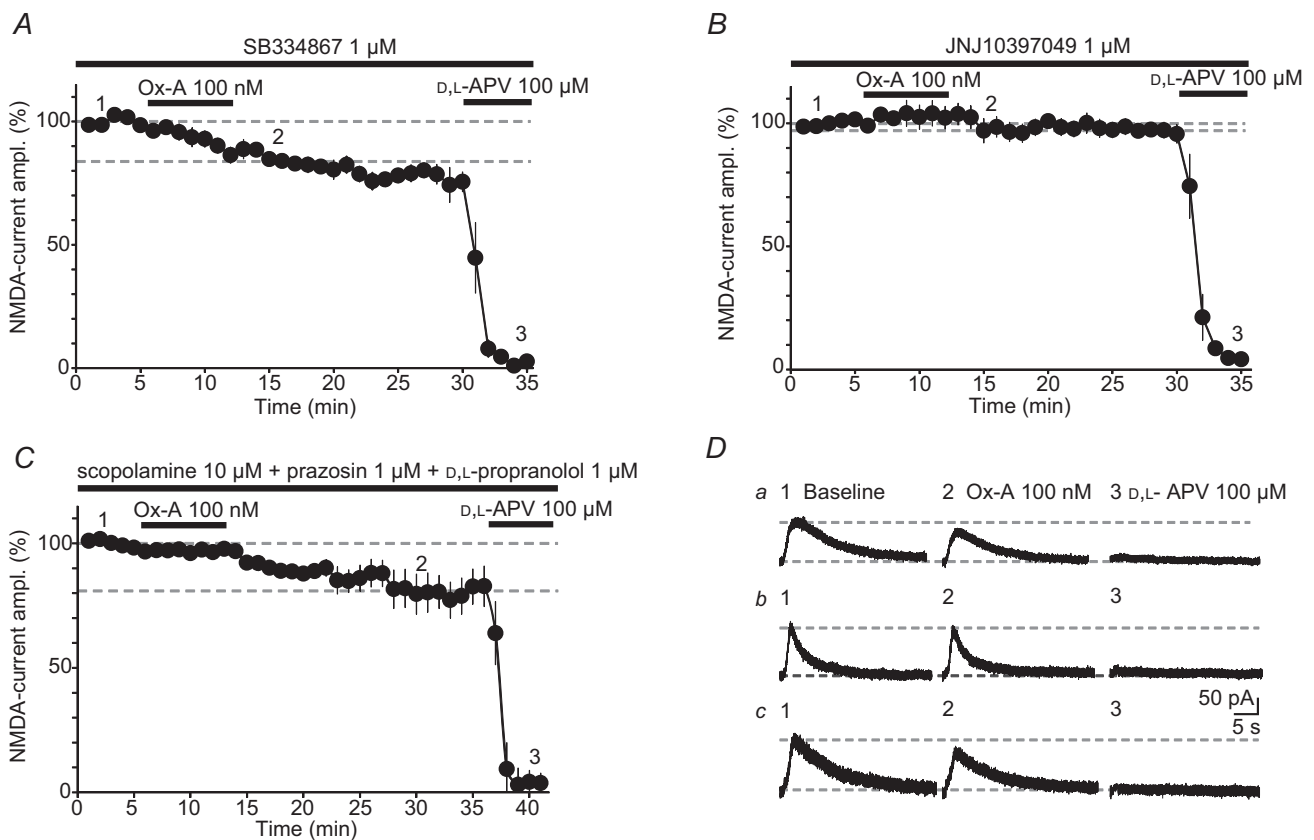 A
SB334867 1 µM
Ox-A 100 nM
D,L-APV 100 µM
1
2
3
100
50
0
NMDA-current ampl. (%)
0 5 10 15 20 25 30 35
Time (min)
B
JNJ10397049 1 µM
Ox-A 100 nM
D,L-APV 100 µM
1
2
3
100
50
0
NMDA-current ampl. (%)
0 5 10 15 20 25 30 35
Time (min)
C
scopolamine 10 µM + prazosin 1 µM + D,L-propranolol 1 µM
Ox-A 100 nM
D,L-APV 100 µM
1
2
3
100
50
0
NMDA-current ampl. (%)
0 5 10 15 20 25 30 35 40
Time (min)
D
a 1 Baseline 2 Ox-A 100 nM 3 D,L- APV 100 µM
b 1 2 3
c 1 2 3
50 pA
5 s